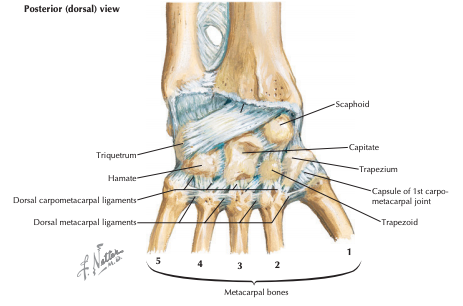 Posterior (dorsal) view
Scaphoid
Capitate
Triquetrum
Trapezium
Hamate
Capsule of 1st carpo-
metacarpal joint
Dorsal carpometacarpal ligaments
Trapezoid
Dorsal metacarpal ligaments
5 4 3 2 1
Metacarpal bones
F. Netter
M.D.